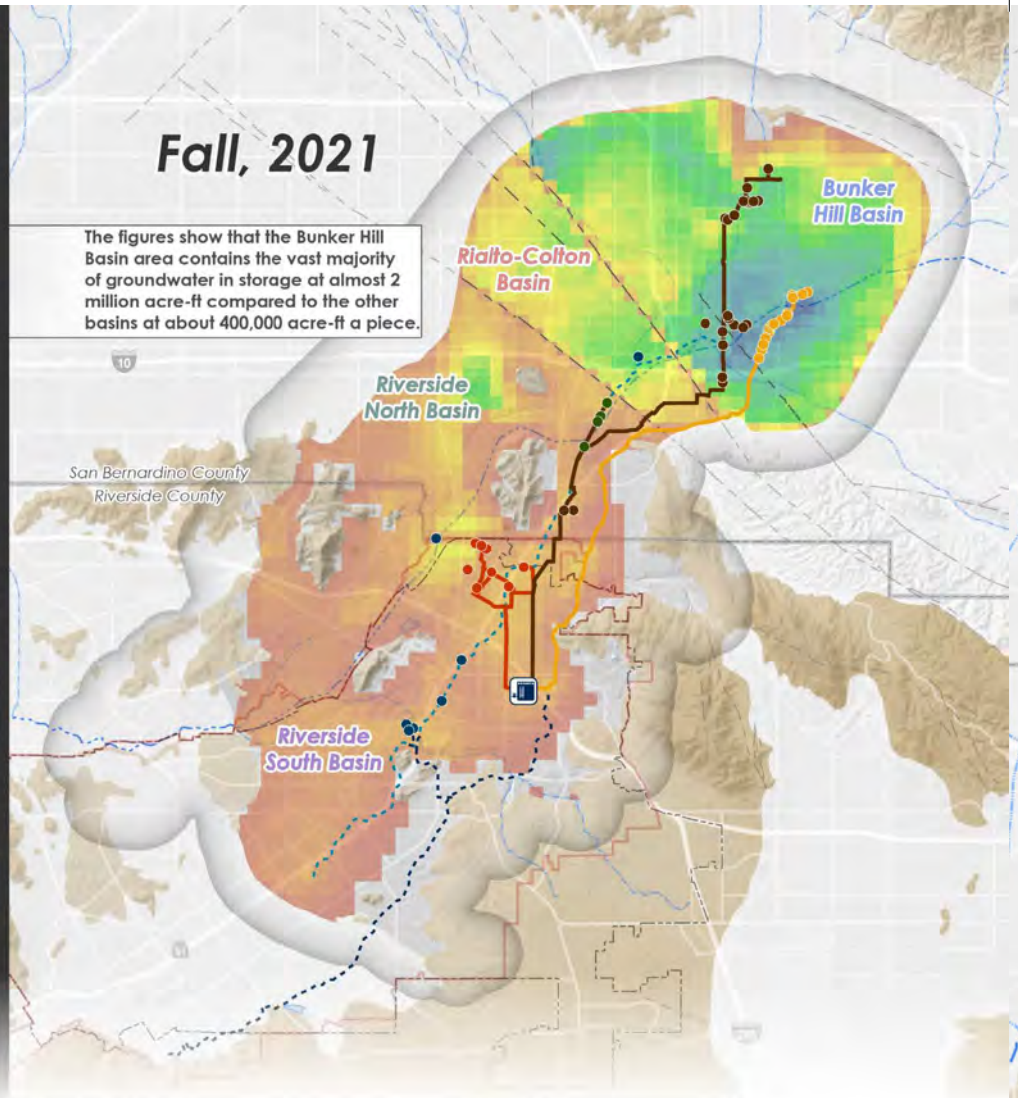 Fall, 2021
The figures show that the Bunker Hill
Basin area contains the vast majority
of groundwater in storage at almost 2
million acre-ft compared to the other
basins at about 400,000 acre-ft a piece.
Bunker
Hill Basin
Rialto-Colton
Basin
10
Riverside
North Basin
San Bernardino County
Riverside County
Riverside
South Basin